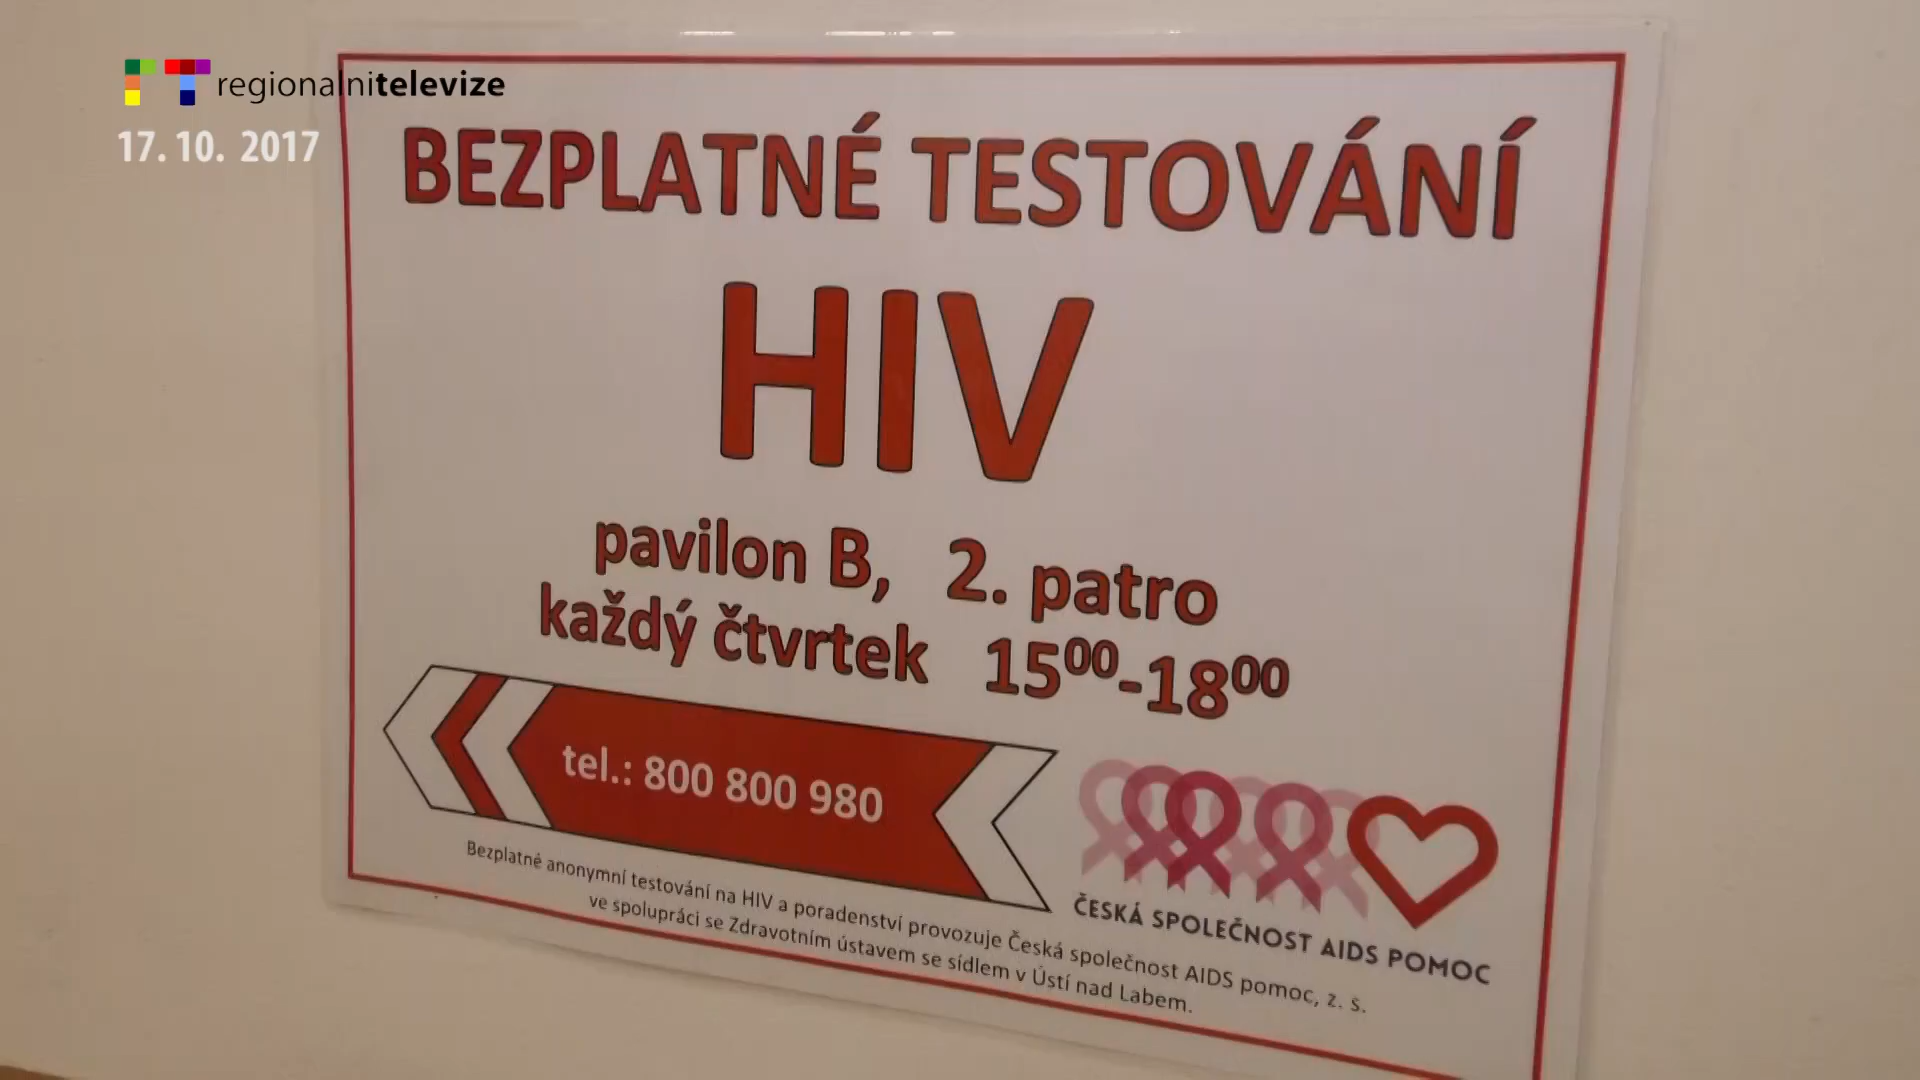 regionalnitelevize
17. 10. 2017
BEZPLATNÉ TESTOVÁNÍ
HIV
pavilon B, 2. patro
každý čtvrtek 15⁰⁰-18⁰⁰
tel.: 800 800 980
ČESKÁ SPOLEČNOST AIDS POMOC
Bezplatné anonymní testování na HIV a poradenství provozuje Česká společnost AIDS pomoc, z. s.
ve spolupráci se Zdravotním ústavem se sídlem v Ústí nad Labem.